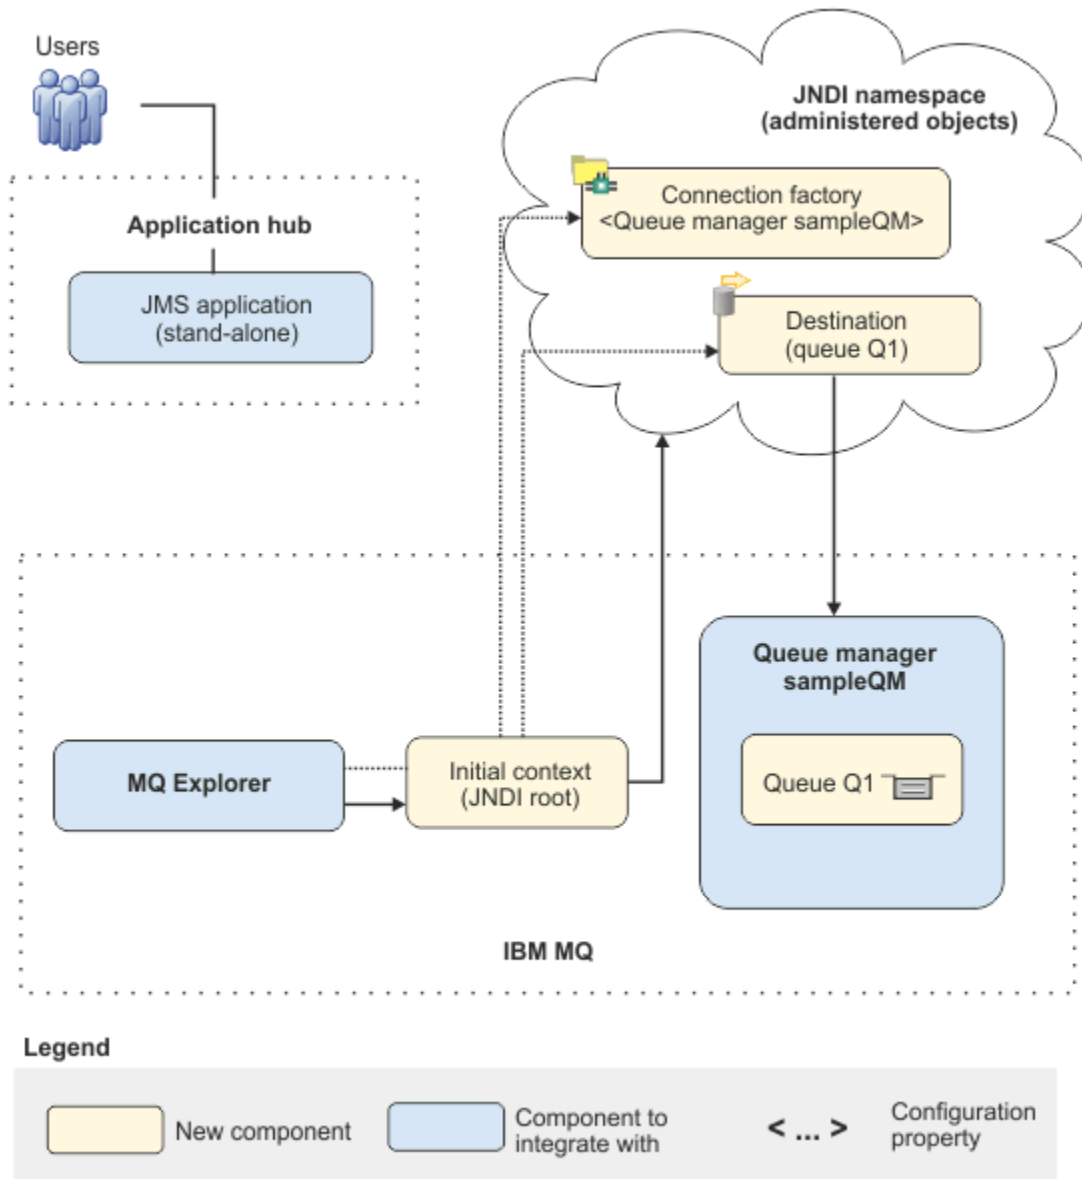 Users
JNDI namespace
(administered objects)
Connection factory
<Queue manager sampleQM>
Application hub
JMS application
(stand-alone)
Destination
(queue Q1)
Queue manager
sampleQM
MQ Explorer
Initial context
(JNDI root)
Queue Q1
IBM MQ
Legend
New component
Component to
integrate with
< ... >
Configuration
property